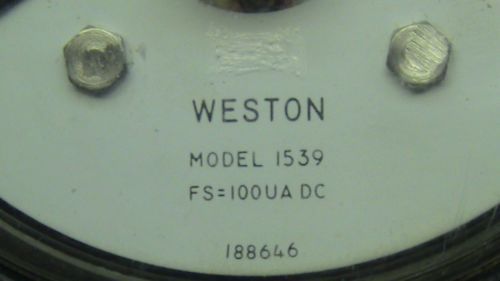 WESTON
MODEL 1539
FS=100UA DC
188646